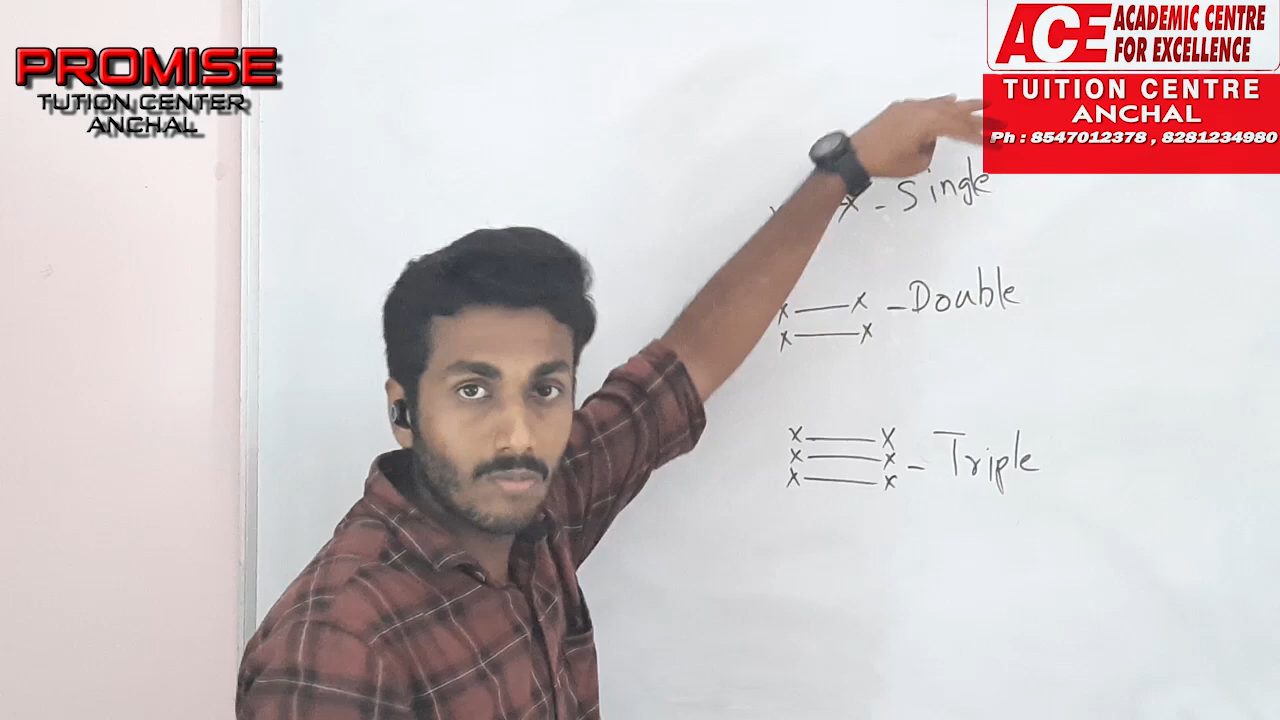 PROMISE
TUTION CENTER
ANCHAL
ACE ACADEMIC CENTRE
FOR EXCELLENCE
TUITION CENTRE
ANCHAL
Ph : 8547012378 , 8281234980
x - Single
x — x - Double
x — x
x — x
x — x - Triple
x — x